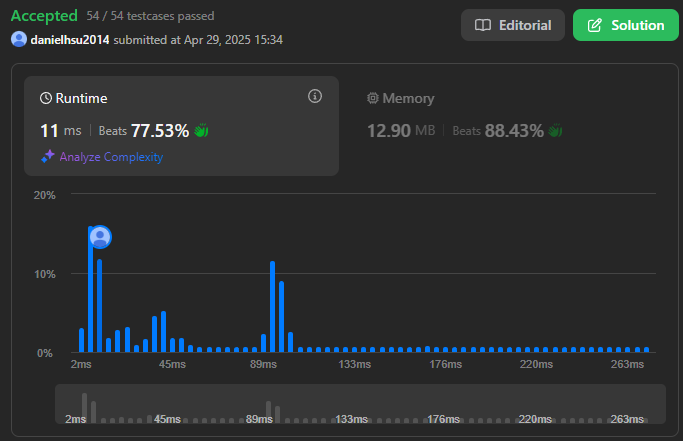 Accepted 54 / 54 testcases passed
Editorial
Solution
danielhsu2014 submitted at Apr 29, 2025 15:34
Runtime
Memory
11 ms | Beats 77.53%
12.90 MB | Beats 88.43%
Analyze Complexity
20%
10%
0%
2ms 45ms 89ms 133ms 176ms 220ms 263ms
2ms 45ms 89ms 133ms 176ms 220ms 263ms